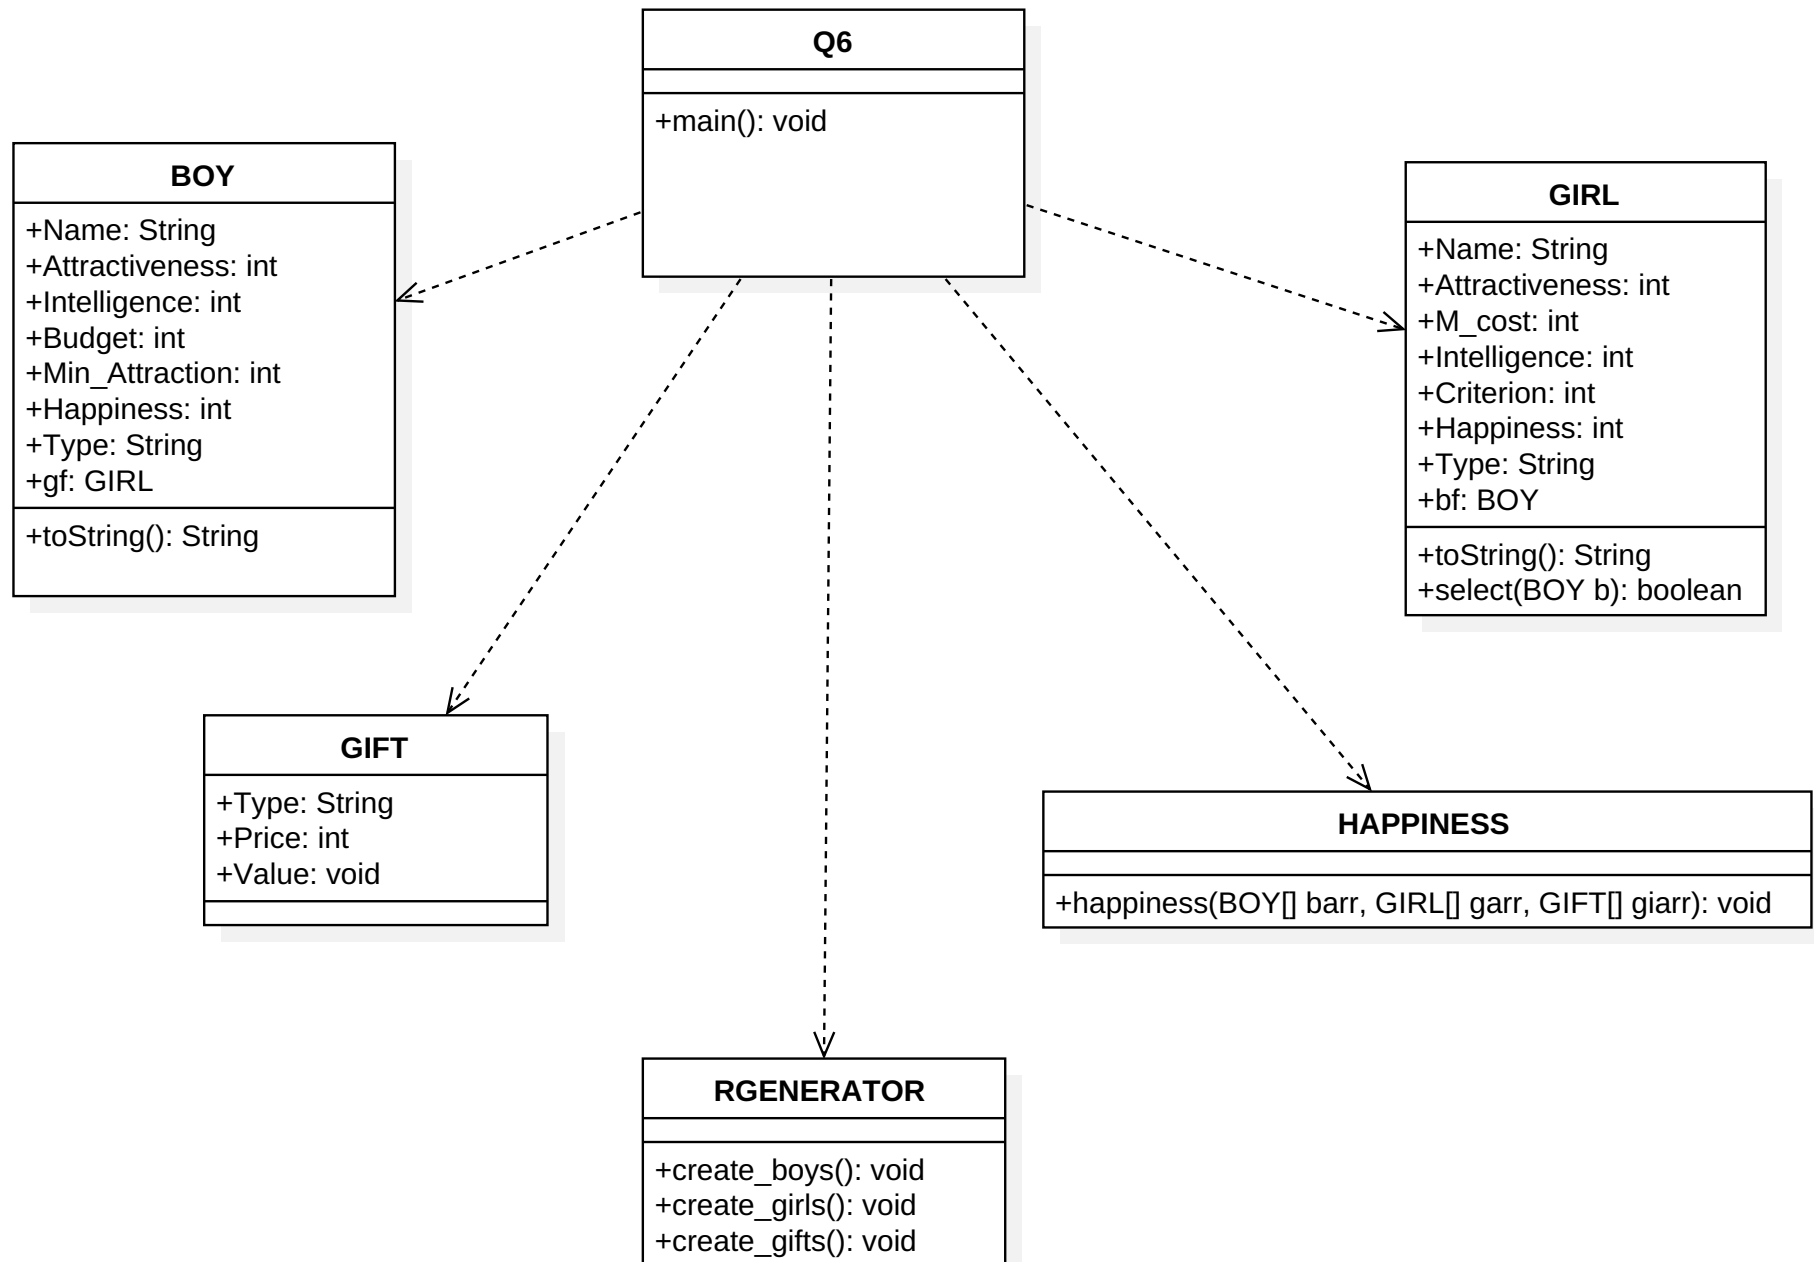 Q6
+main(): void
BOY
+Name: String
+Attractiveness: int
+Intelligence: int
+Budget: int
+Min_Attraction: int
+Happiness: int
+Type: String
+gf: GIRL
+toString(): String
GIRL
+Name: String
+Attractiveness: int
+M_cost: int
+Intelligence: int
+Criterion: int
+Happiness: int
+Type: String
+bf: BOY
+toString(): String
+select(BOY b): boolean
GIFT
+Type: String
+Price: int
+Value: void
HAPPINESS
+happiness(BOY[] barr, GIRL[] garr, GIFT[] giarr): void
RGENERATOR
+create_boys(): void
+create_girls(): void
+create_gifts(): void